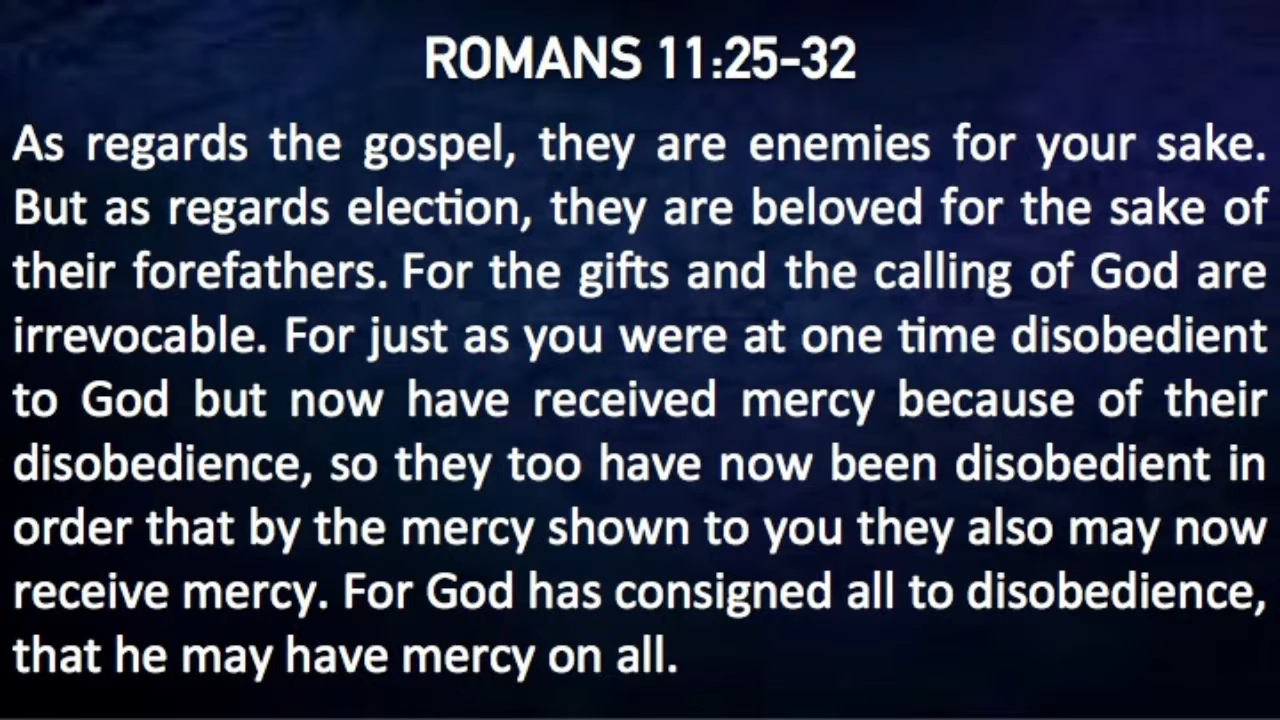 ROMANS 11:25-32
As regards the gospel, they are enemies for your sake.
But as regards election, they are beloved for the sake of
their forefathers. For the gifts and the calling of God are
irrevocable. For just as you were at one time disobedient
to God but now have received mercy because of their
disobedience, so they too have now been disobedient in
order that by the mercy shown to you they also may now
receive mercy. For God has consigned all to disobedience,
that he may have mercy on all.